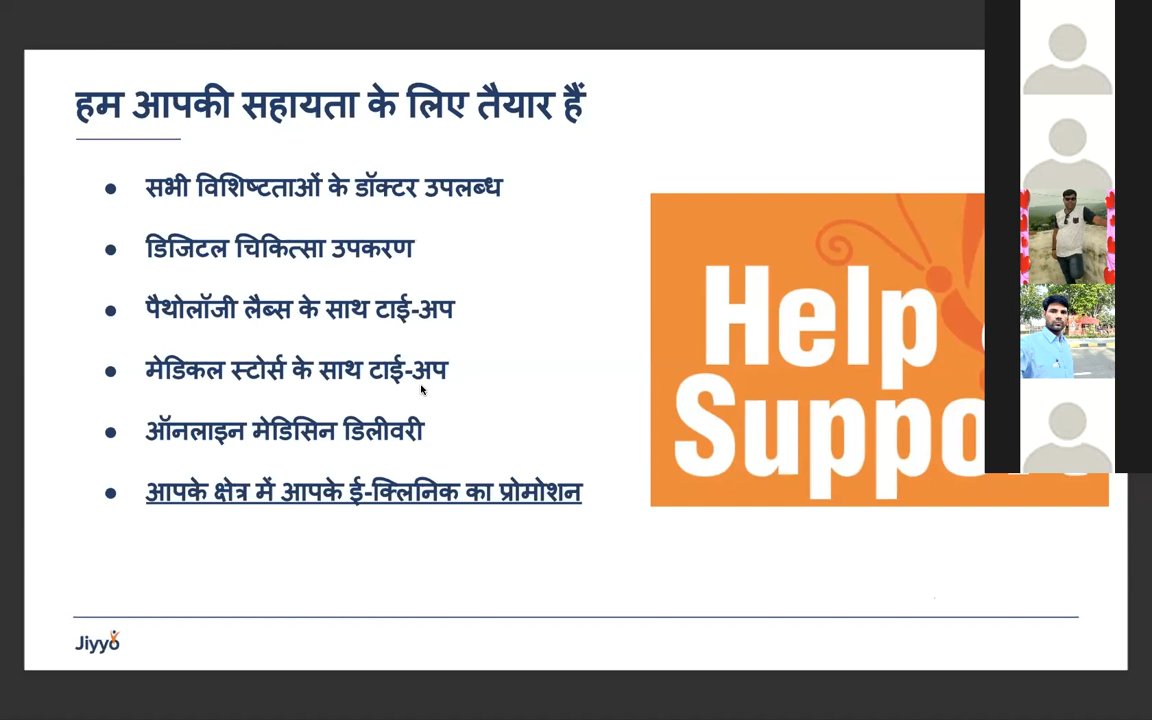 हम आपकी सहायता के लिए तैयार हैं
सभी विशिष्टताओं के डॉक्टर उपलब्ध
डिजिटल चिकित्सा उपकरण
पैथोलॉजी लैब्स के साथ टाई-अप
मेडिकल स्टोर्स के साथ टाई-अप
ऑनलाइन मेडिसिन डिलीवरी
आपके क्षेत्र में आपके ई-क्लिनिक का प्रोमोशन
Help
Suppo
Jiyyo